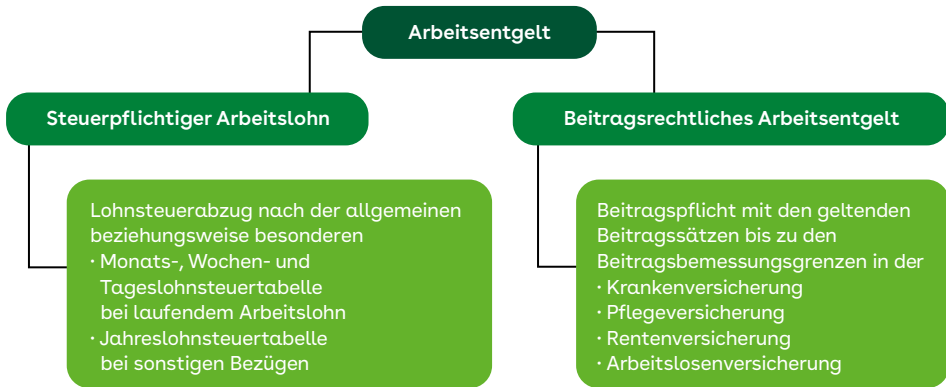 Arbeitsentgelt
Steuerpflichtiger Arbeitslohn
Lohnsteuerabzug nach der allgemeinen
beziehungsweise besonderen
· Monats-, Wochen- und
Tageslohnsteuertabelle
bei laufendem Arbeitslohn
· Jahreslohnsteuertabelle
bei sonstigen Bezügen
Beitragsrechtliches Arbeitsentgelt
Beitragspflicht mit den geltenden
Beitragssätzen bis zu den
Beitragsbemessungsgrenzen in der
· Krankenversicherung
· Pflegeversicherung
· Rentenversicherung
· Arbeitslosenversicherung